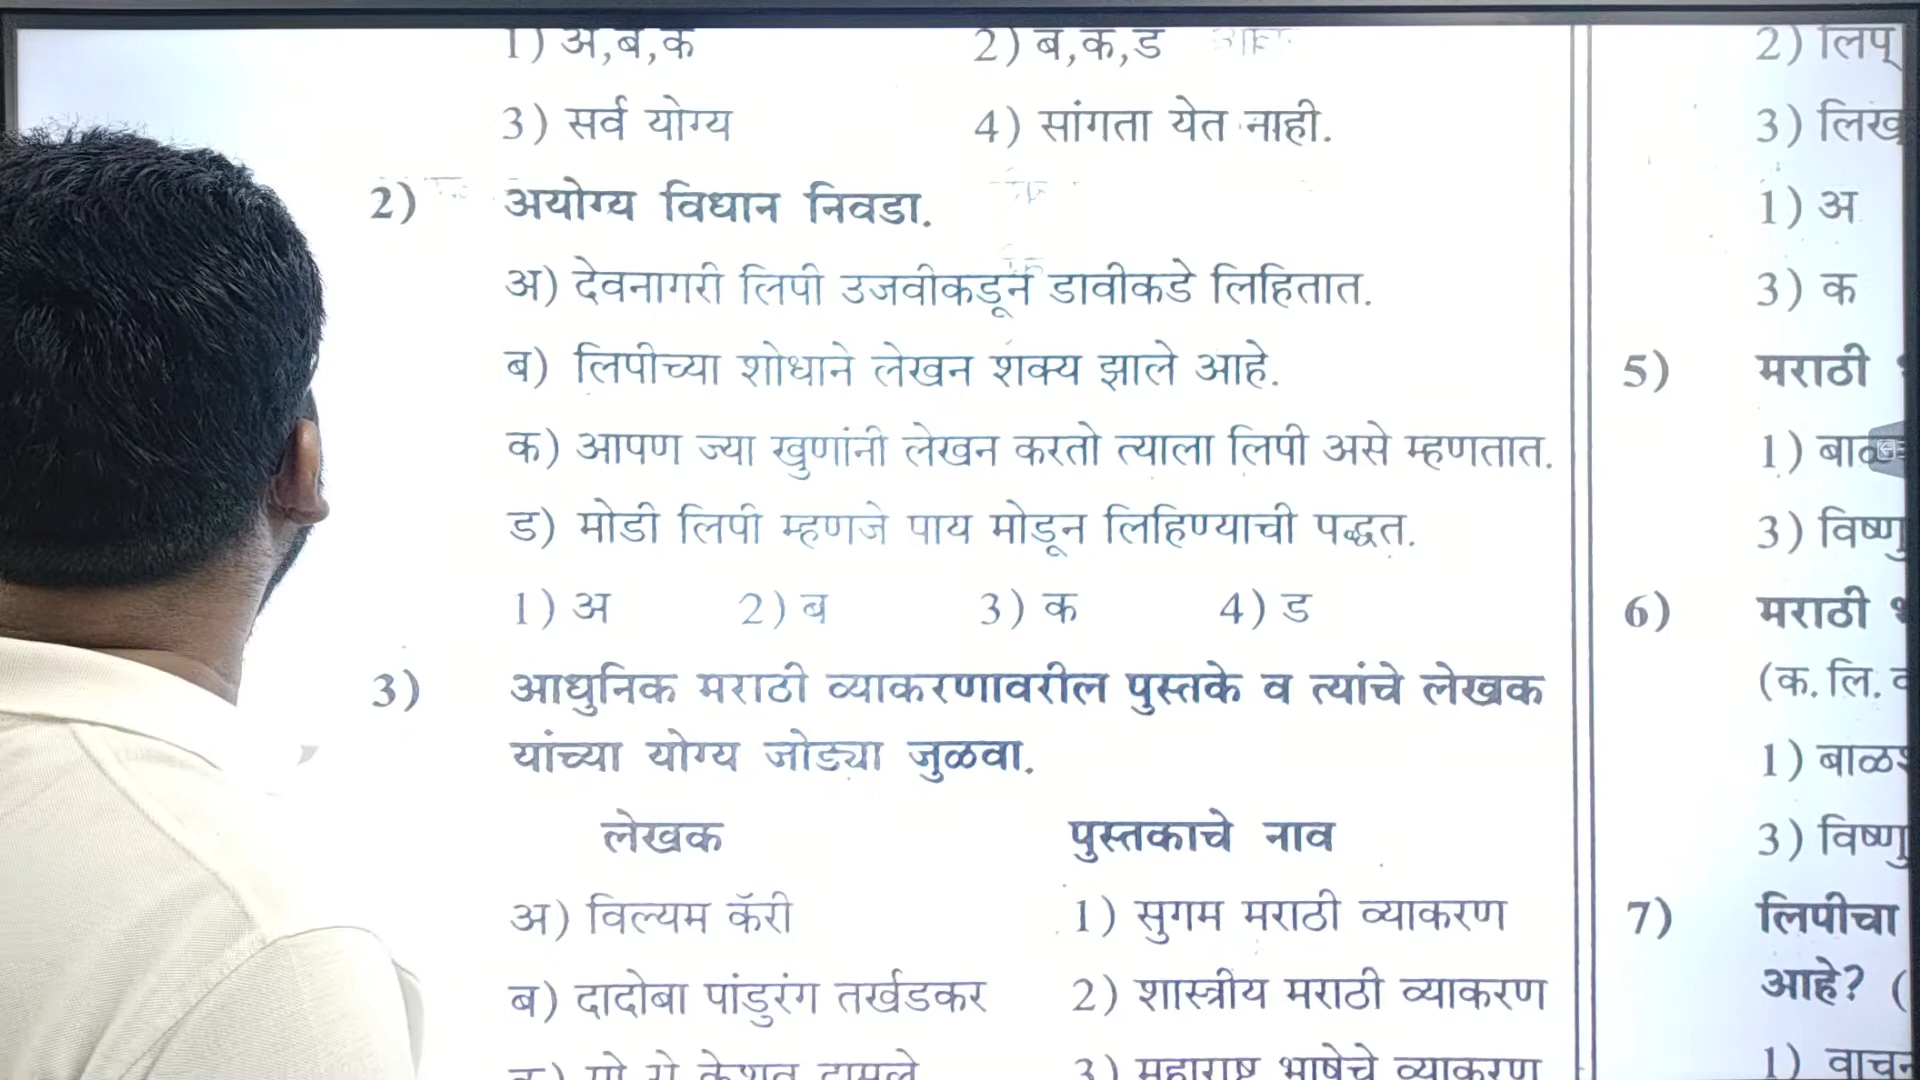 1) अ,ब,क 2) ब,क,ड
3) सर्व योग्य 4) सांगता येत नाही.
2) अयोग्य विधान निवडा.
अ) देवनागरी लिपी उजवीकडून डावीकडे लिहितात.
ब) लिपीच्या शोधाने लेखन शक्य झाले आहे.
क) आपण ज्या खुणांनी लेखन करतो त्याला लिपी असे म्हणतात.
ड) मोडी लिपी म्हणजे पाय मोडून लिहिण्याची पद्धत.
1) अ 2) ब 3) क 4) ड
3) आधुनिक मराठी व्याकरणावरील पुस्तके व त्यांचे लेखक
यांच्या योग्य जोड्या जुळवा.
लेखक पुस्तकाचे नाव
अ) विल्यम कॅरी 1) सुगम मराठी व्याकरण
ब) दादोबा पांडुरंग तर्खडकर 2) शास्त्रीय मराठी व्याकरण
3) महाराष्ट्र भाषेचे व्याकरण
2)
3)
1) अ
3) क
5) मराठी
1)
3)
6) मराठी
(क. लि.
1)
3)
7) लिपीचा
आहे? (
1)